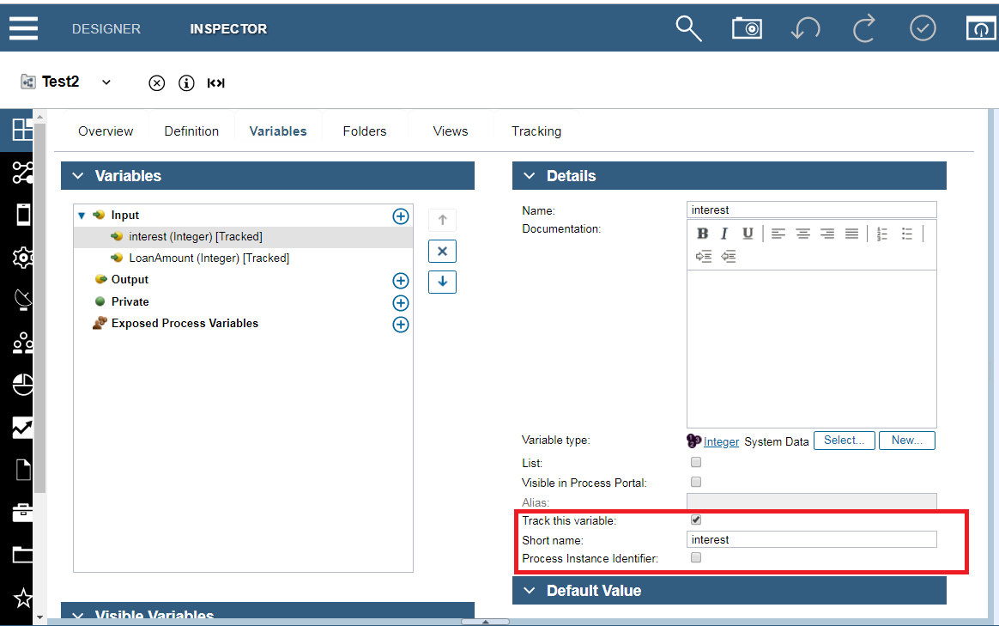 DESIGNER INSPECTOR
Test2
Overview Definition Variables Folders Views Tracking
Variables
Input
interest (Integer) [Tracked]
LoanAmount (Integer) [Tracked]
Output
Private
Exposed Process Variables
Visible Variables
Details
Name: interest
Documentation:
B I U
Variable type: Integer System Data Select... New...
List:
Visible in Process Portal:
Alias:
Track this variable:
Short name: interest
Process Instance Identifier:
Default Value